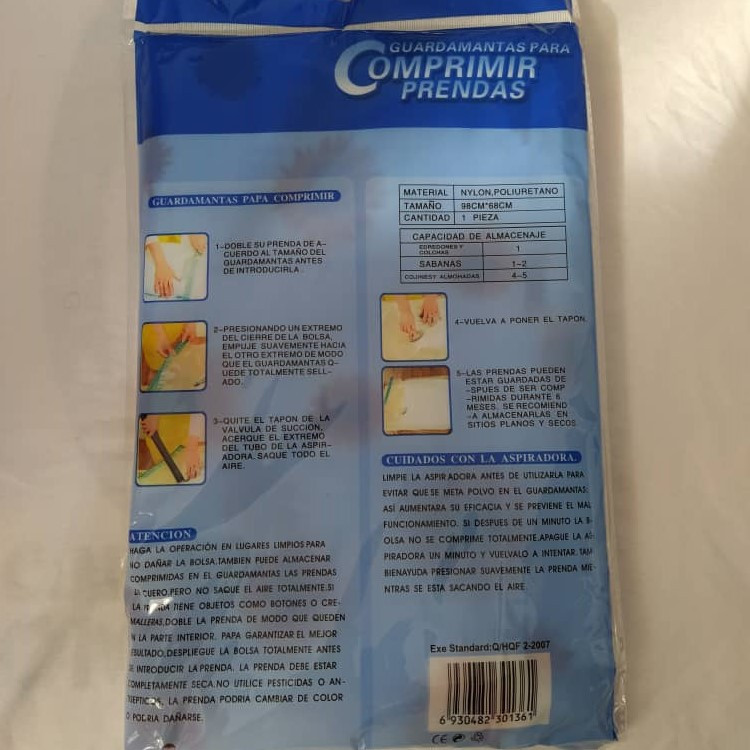 GUARDAMANTAS PARA
COMPRIMIR
PRENDAS
GUARDAMANTAS PAPA COMPRIMIR
1-DOBLE SU PRENDA DE A-
CUERDO AL TAMAÑO DEL
GUARDAMANTAS ANTES
DE INTRODUCIRLA.
2-PRESIONANDO UN EXTREMO
DEL CIERRE DE LA BOLSA,
EMPUJE SUAVEMENTE HACIA
EL OTRO EXTREMO DE MODO
QUE EL GUARDAMANTAS Q-
UEDE TOTALMENTE SELL-
ADO.
3-QUITE EL TAPON DE LA
VALVULA DE SUCCION,
ACERQUE EL EXTREMO
DEL TUBO DE LA ASPIR-
ADORA, SAQUE TODO EL
AIRE.
ATENCION
HAGA LA OPERACIÓN EN LUGARES LIMPIOS PARA
NO DAÑAR LA BOLSA.TAMBIEN PUEDE ALMACENAR
COMPRIMIDAS EN EL GUARDAMANTAS LAS PRENDAS
CUERO.PERO NO SAQUE EL AIRE TOTALMENTE.SI
LA TIENE OBJETOS COMO BOTONES O CRE-
MALLERAS,DOBLE LA PRENDA DE MODO QUE QUEDEN
N LA PARTE INTERIOR. PAPA GARANTIZAR EL MEJOR
ESULTADO,DESPLIEGUE LA BOLSA TOTALMENTE ANTES
E INTRODUCIR LA PRENDA. LA PRENDA DEBE ESTAR
COMPLETAMENTE SECA.NO UTILICE PESTICIDAS O AN-
SEPTICOS, LA PRENDA PODRIA CAMBIAR DE COLOR
O PODRIA DAÑARSE.
MATERIAL NYLON,POLIURETANO
TAMAÑO 98CM*68CM
CANTIDAD 1 PIEZA
CAPACIDAD DE ALMACENAJE
EDREDONES Y
COLCHAS 1
SABANAS 1-2
COJINESY ALMOHADAS 4-5
4-VUELVA A PONER EL TAPON.
5-LAS PRENDAS PUEDEN
ESTAR GUARDADAS DE
-SPUES DE SER COMP
-RIMIDAS DURANTE 6
MESES. SE RECOMIEND
-A ALMACENARLAS EN
SITIOS PLANOS Y SECOS.
CUIDADOS CON LA ASPIRADORA.
LIMPIE LA ASPIRADORA ANTES DE UTILIZARLA PARA
EVITAR QUE SE META POLVO EN EL GUARDAMANTAS.
ASÍ AUMENTARA SU EFICACIA Y SE PREVIENE EL MAL
FUNCIONAMIENTO. SI DESPUES DE UN MINUTO LA B-
OLSA NO SE COMPRIME TOTALMENTE.APAGUE LA AS-
PIRADORA UN MINUTO Y VUELVALO A INTENTAR. TAM
BIENAYUDA PRESIONAR SUAVEMENTE LA PRENDA MIE-
NTRAS SE ESTA SACANDO EL AIRE.
Exe Standard:Q/HQF 2-2007
6 930482 301361
CE